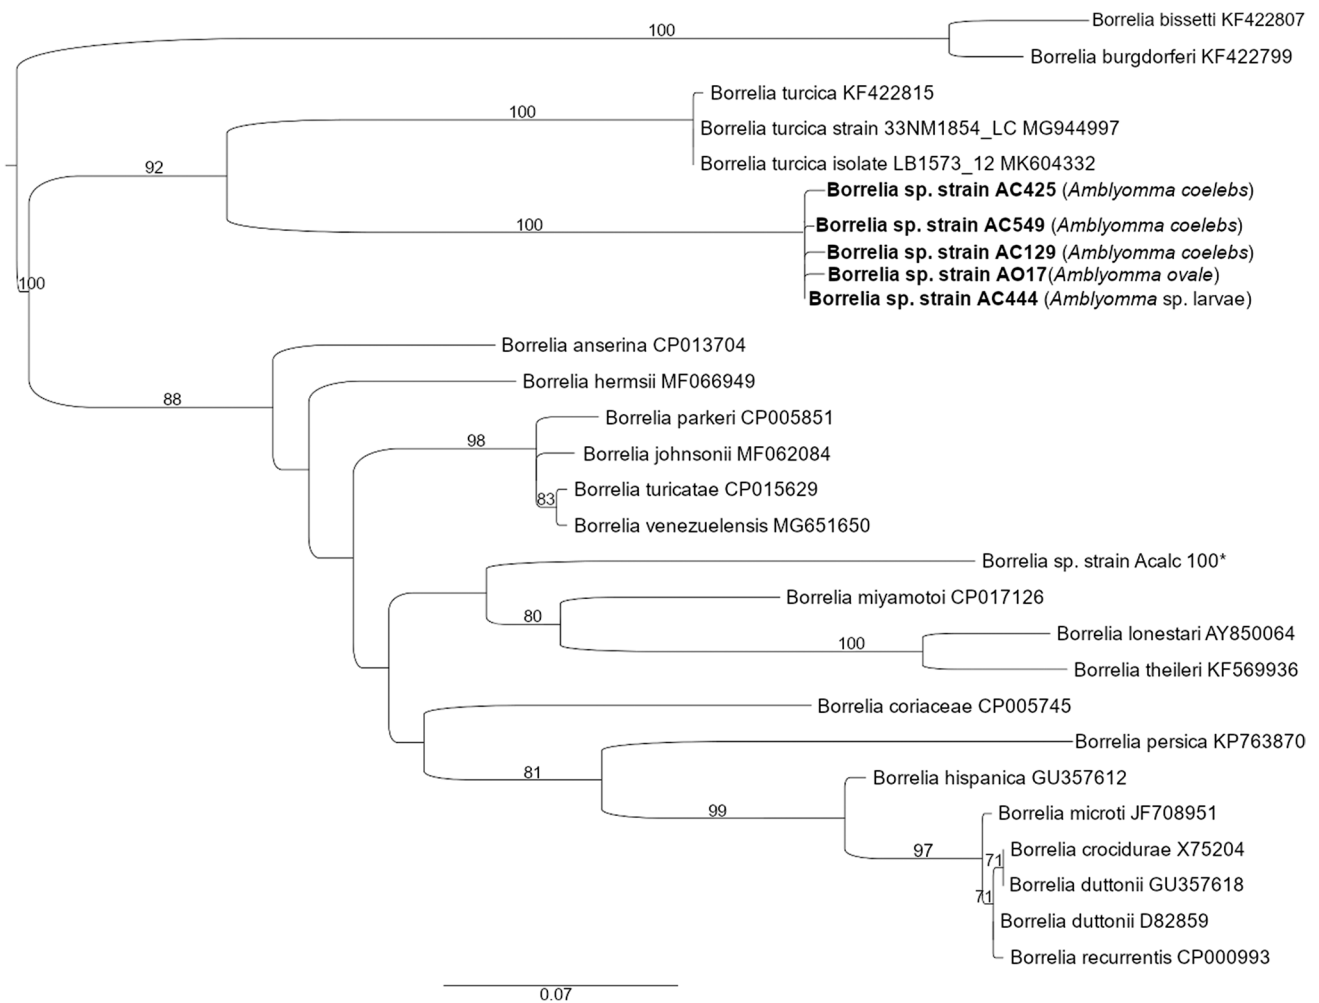 100
Borrelia bissetti KF422807
Borrelia burgdorferi KF422799
Borrelia turcica KF422815
100
Borrelia turcica strain 33NM1854_LC MG944997
92
Borrelia turcica isolate LB1573_12 MK604332
Borrelia sp. strain AC425 (Amblyomma coelebs)
100
Borrelia sp. strain AC549 (Amblyomma coelebs)
Borrelia sp. strain AC129 (Amblyomma coelebs)
Borrelia sp. strain AO17(Amblyomma ovale)
100
Borrelia sp. strain AC444 (Amblyomma sp. larvae)
Borrelia anserina CP013704
Borrelia hermsii MF066949
88
Borrelia parkeri CP005851
98
Borrelia johnsonii MF062084
Borrelia turicatae CP015629
83
Borrelia venezuelensis MG651650
Borrelia sp. strain Acalc 100*
Borrelia miyamotoi CP017126
80
Borrelia lonestari AY850064
100
Borrelia theileri KF569936
Borrelia coriaceae CP005745
Borrelia persica KP763870
81
Borrelia hispanica GU357612
99
Borrelia microti JF708951
97
Borrelia crocidurae X75204
71
Borrelia duttonii GU357618
71
Borrelia duttonii D82859
Borrelia recurrentis CP000993
0.07